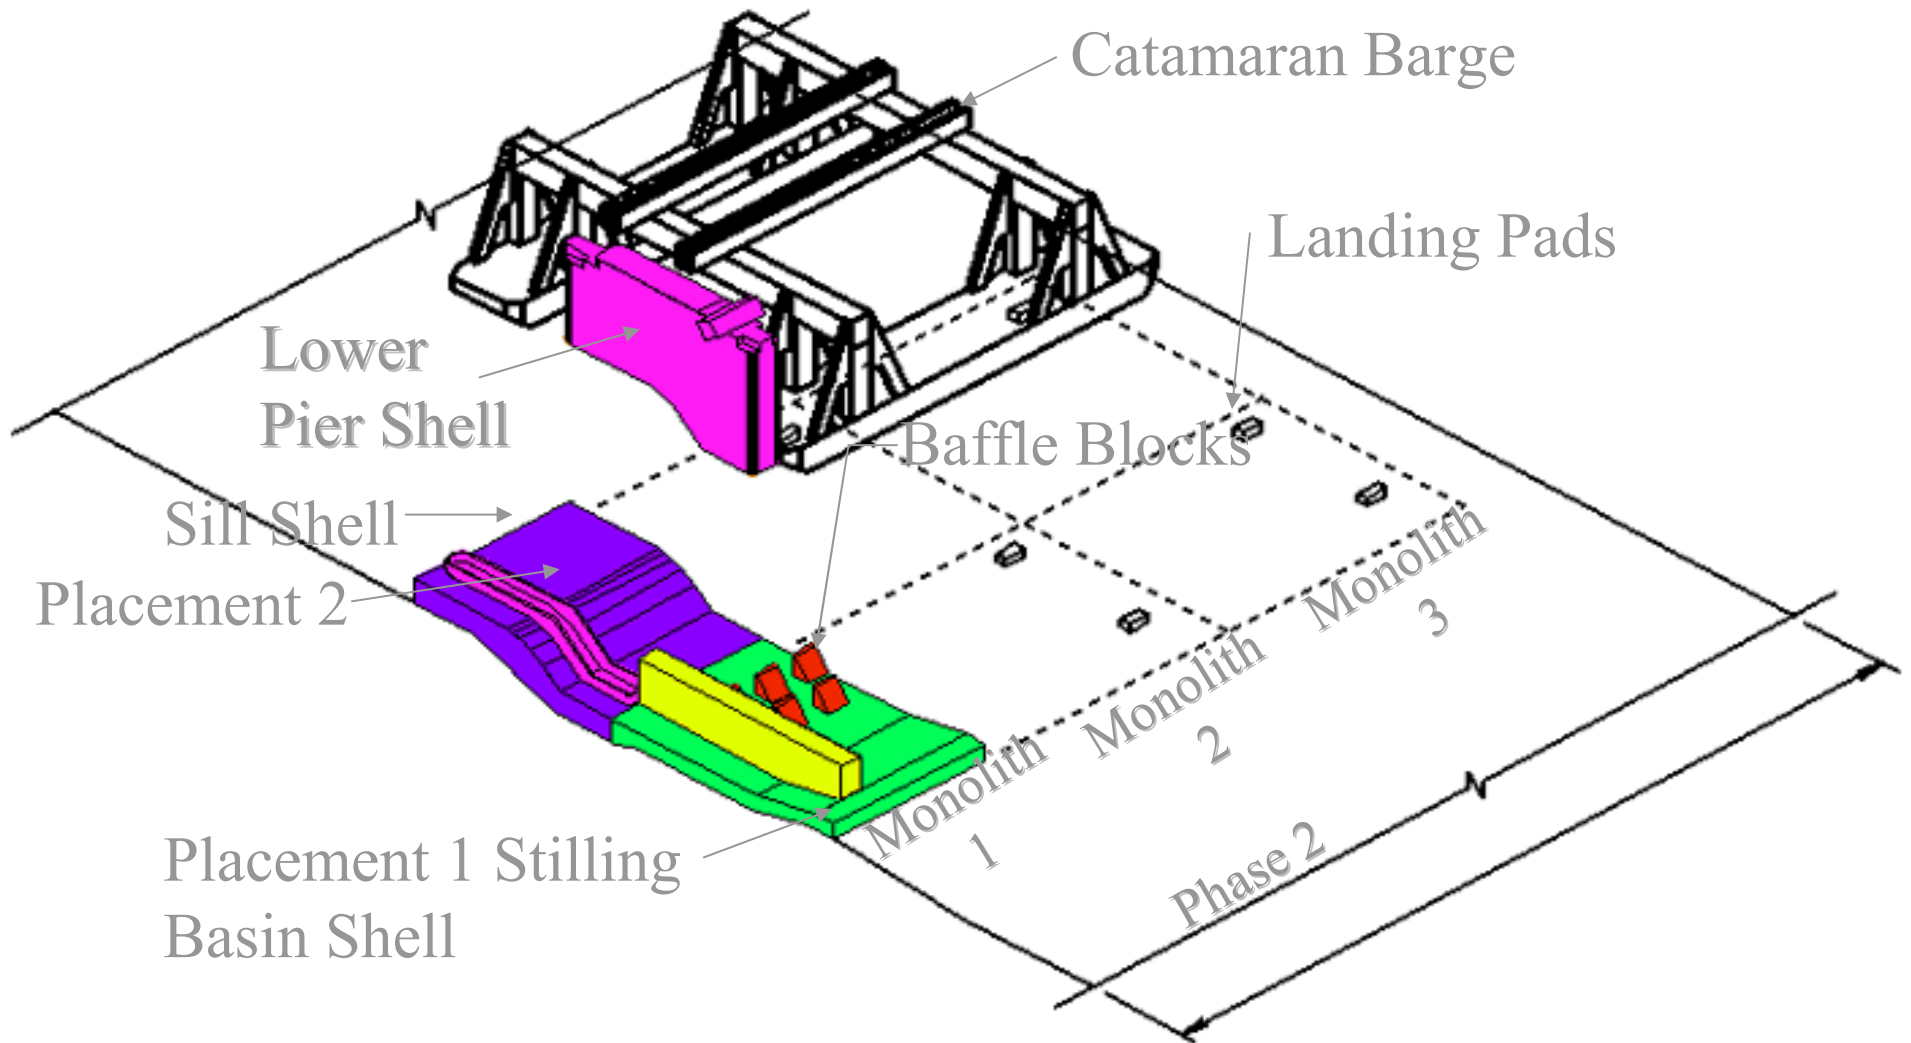 Catamaran Barge
Landing Pads
Lower
Pier Shell
Baffle Blocks
Sill Shell
Placement 2
Monolith
3
Monolith
2
Monolith
1
Placement 1 Stilling
Basin Shell
Phase 2